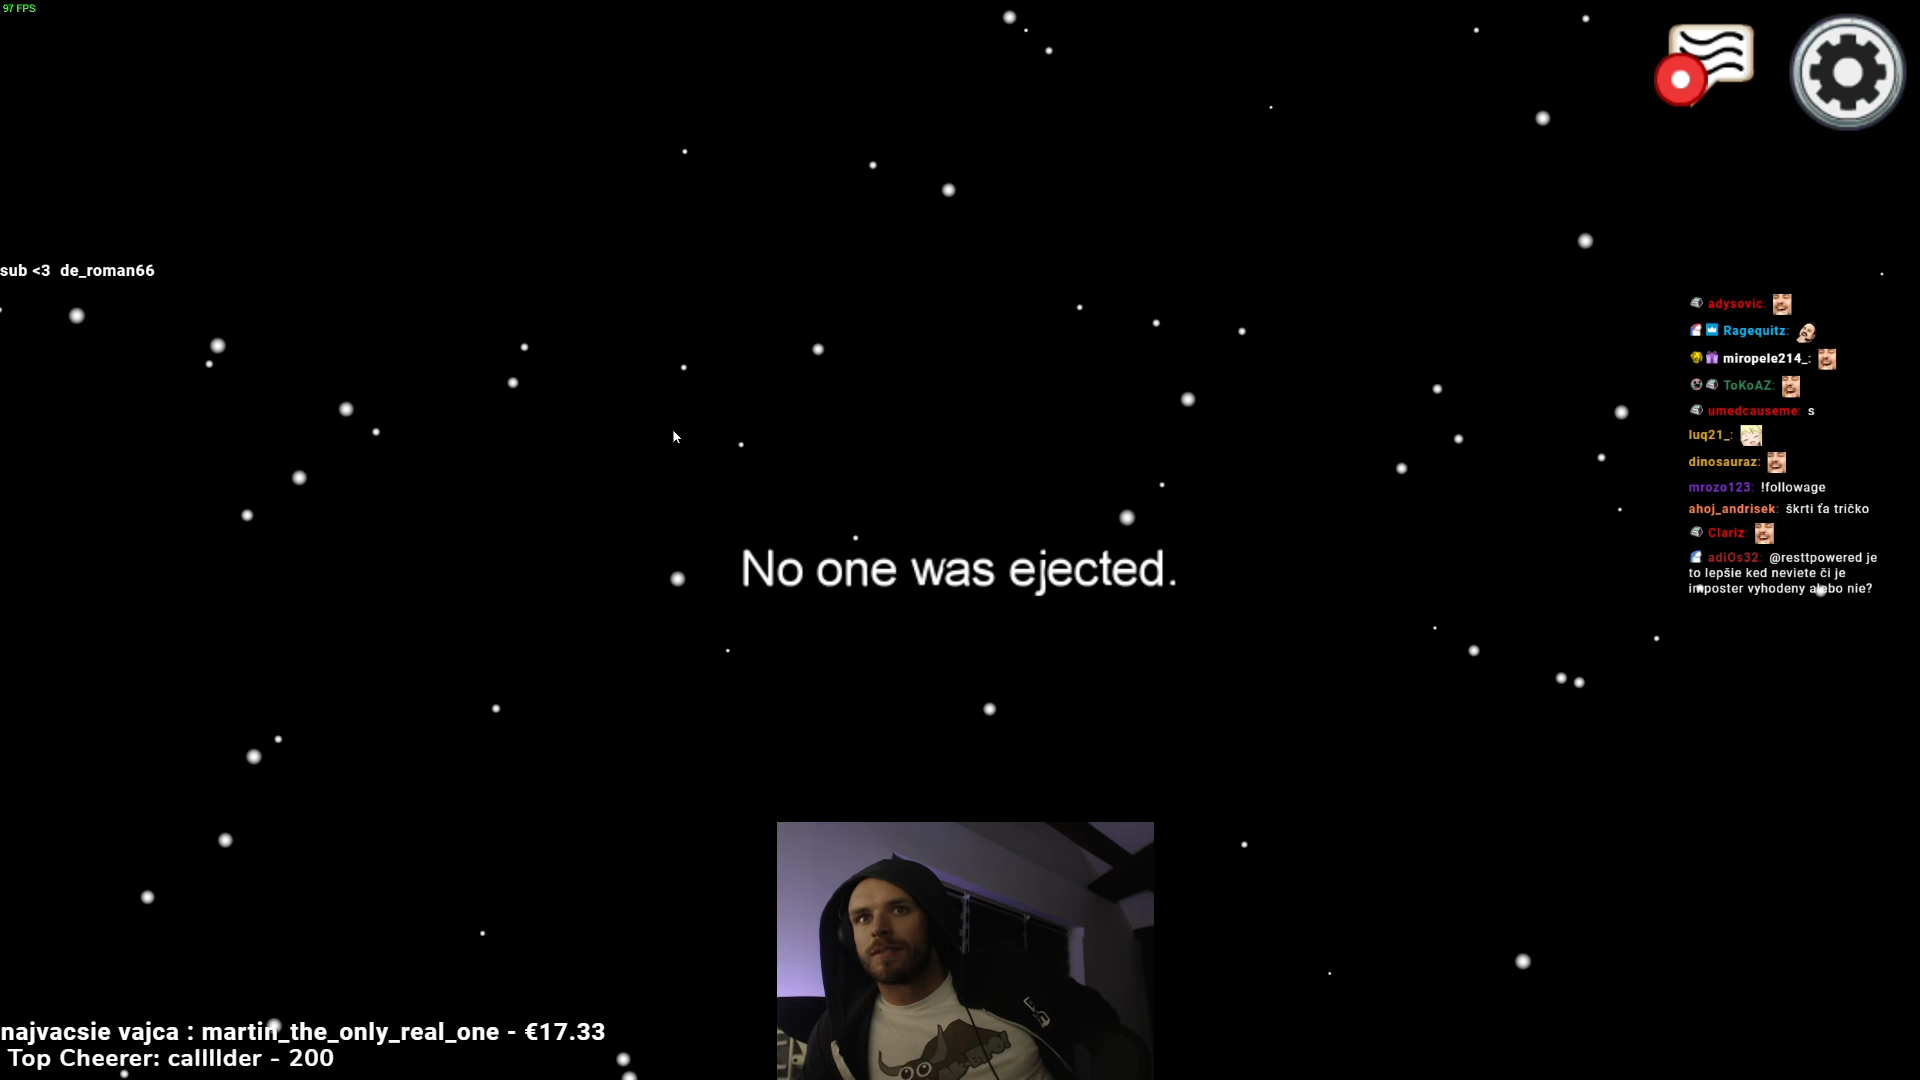 97 FPS
sub <3 de_roman66
adysovic:
Ragequitz:
miropele214_:
ToKoAZ:
umedcauseme: s
luq21_:
dinosauraz:
mrozo123: !followage
ahoj_andrisek: škrti ťa tričko
Clariz:
adiOs32: @resttpowered je
to lepšie ked neviete či je
imposter vyhodeny alebo nie?
No one was ejected.
najvacsie vajca : martin_the_only_real_one - €17.33
Top Cheerer: callllder - 200